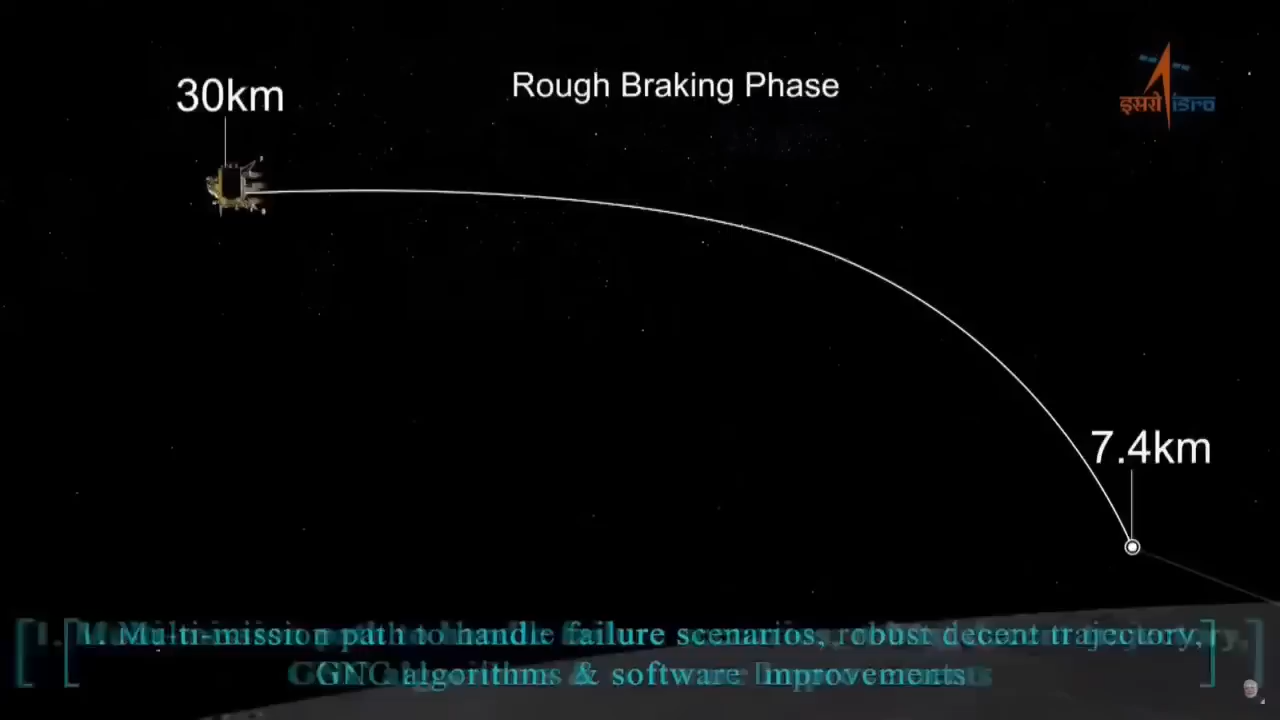 30km
Rough Braking Phase
इसरो isro
7.4km
1. Multi-mission path to handle failure scenarios, robust decent trajectory,
GNC algorithms & software Improvements